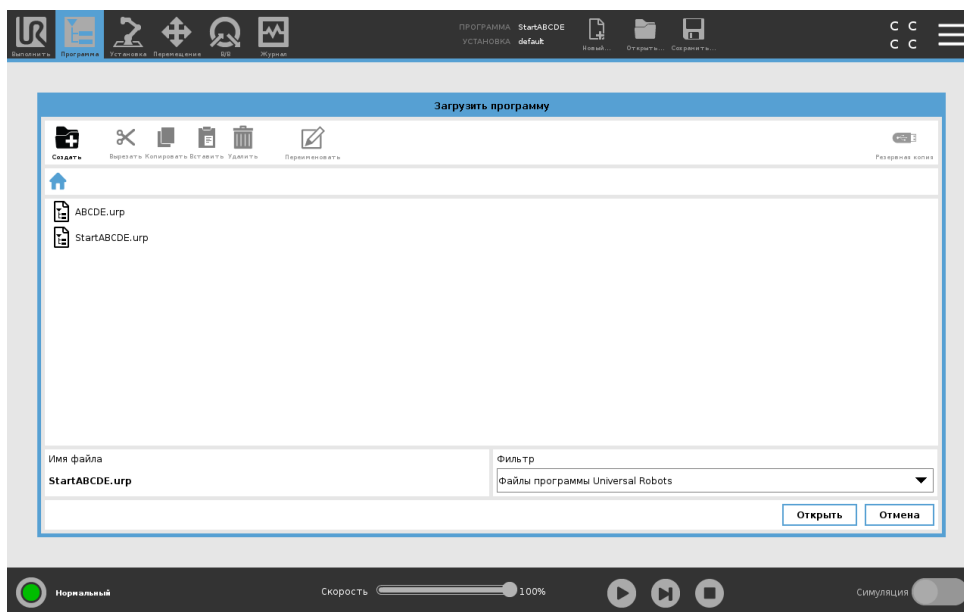 ПРОГРАММА StartABCDE
УСТАНОВКА default
C C
C C
Выполнить Программа Установка Перемещение В/В Журнал
Новый... Открыть... Сохранить...
Загрузить программу
Создать Вырезать Копировать Вставить Удалить Переименовать Резервная копия
ABCDE.urp
StartABCDE.urp
Имя файла
StartABCDE.urp
Фильтр
Файлы программы Universal Robots
Открыть Отмена
Нормальный Скорость 100% Симуляция